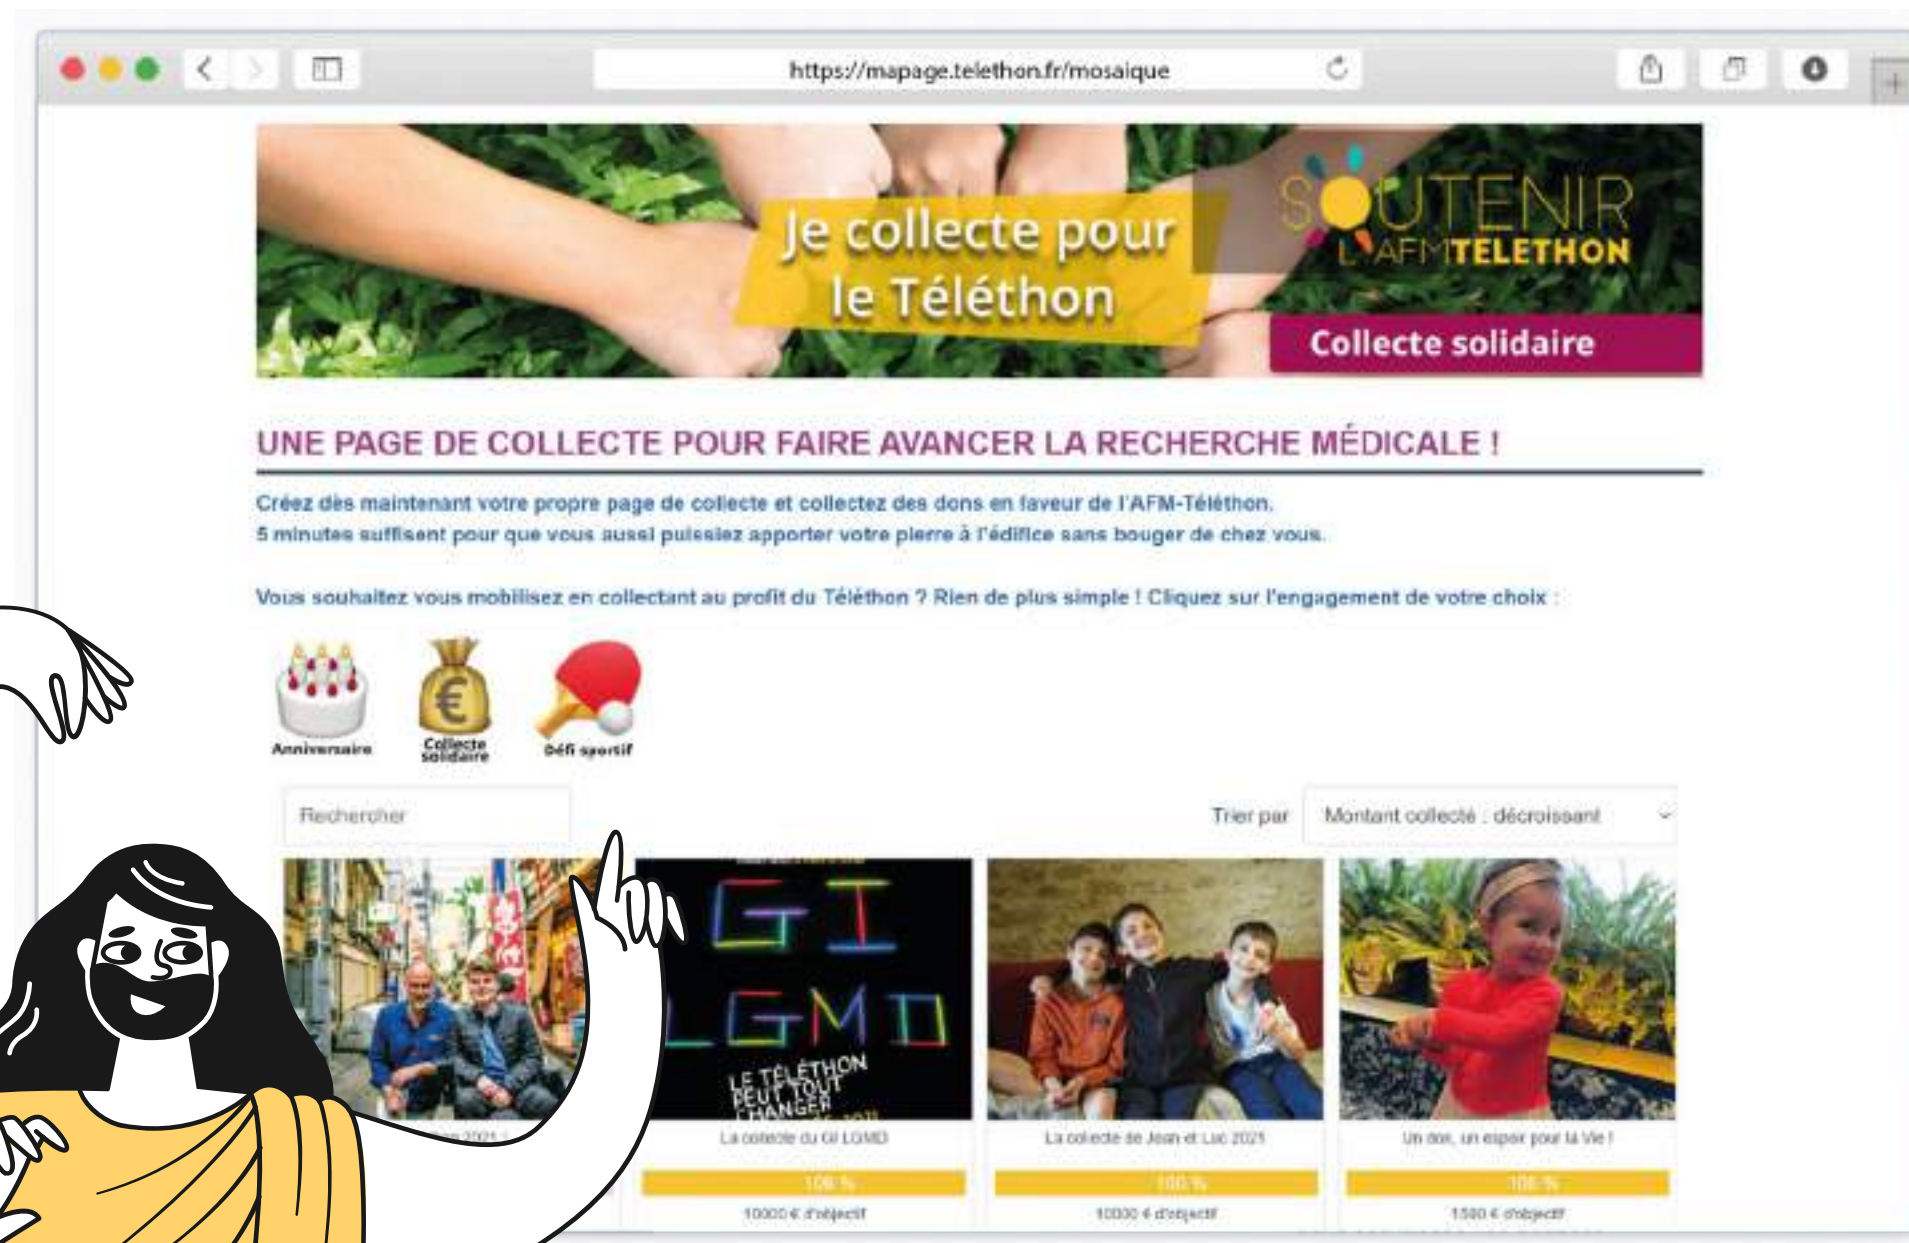 https://mapage.telethon.fr/mosaique
Je collecte pour
le Téléthon
SOUTENIR
L'AFMTELETHON
Collecte solidaire
UNE PAGE DE COLLECTE POUR FAIRE AVANCER LA RECHERCHE MÉDICALE !
Créez dès maintenant votre propre page de collecte et collectez des dons en faveur de l'AFM-Téléthon.
5 minutes suffisent pour que vous aussi puissiez apporter votre pierre à l'édifice sans bouger de chez vous.
Vous souhaitez vous mobilisez en collectant au profit du Téléthon ? Rien de plus simple ! Cliquez sur l'engagement de votre choix :
Anniversaire
Collecte
solidaire
Défi sportif
Rechercher
Trier par
Montant collecté : décroissant
GI
LGMD
LE TÉLÉTHON
PEUT TOUT
CHANGER
2021 !
La collecte du GI LGMD
La collecte de Jean et Luc 2021
Un don, un espoir pour la Vie !
100 %
100 %
10000 € d'objectif
10000 € d'objectif
1500 € d'objectif